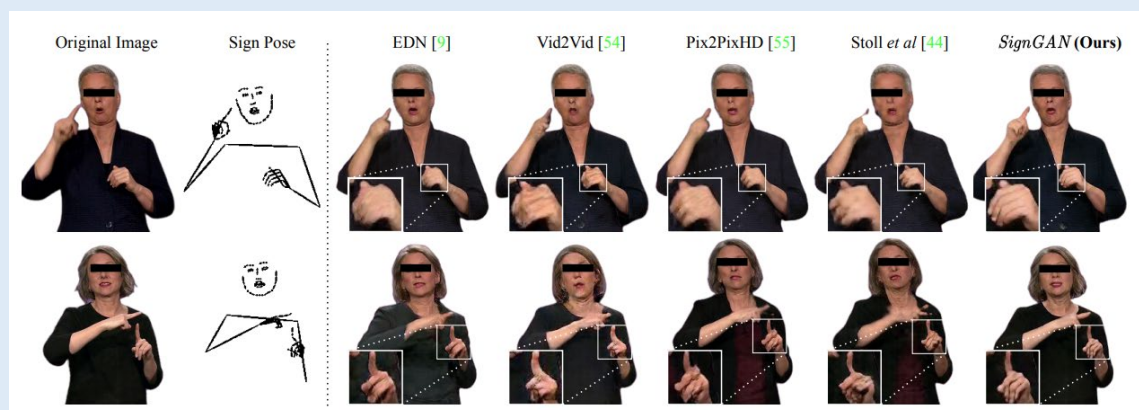 Original Image Sign Pose EDN [9] Vid2Vid [54] Pix2PixHD [55] Stoll et al [44] SignGAN (Ours)